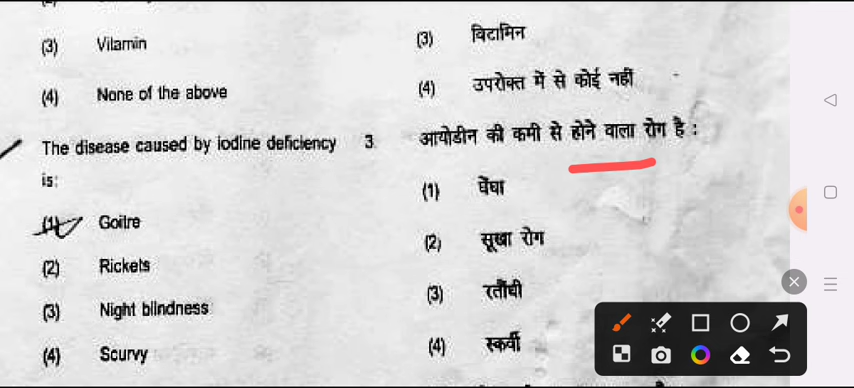 (3) Vitamin
(4) None of the above
The disease caused by iodine deficiency
is:
(1) Goitre
(2) Rickets
(3) Night blindness
(4) Scurvy
(3) विटामिन
(4) उपरोक्त में से कोई नहीं
3. आयोडीन की कमी से होने वाला रोग है :
(1) घेंघा
(2) सूखा रोग
(3) रतौंधी
(4) स्कर्वी